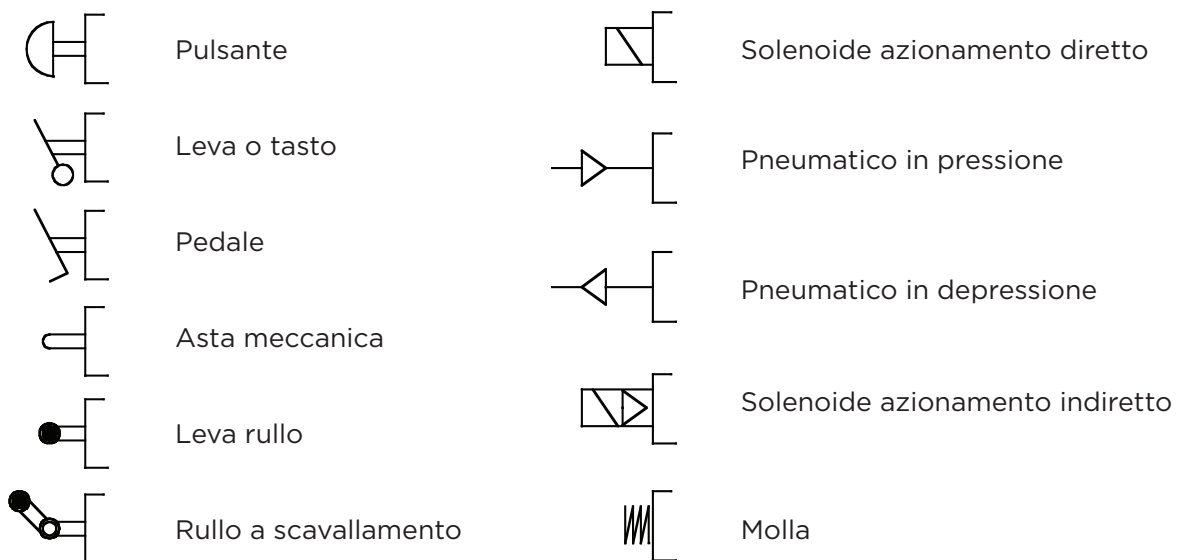 Pulsante
Leva o tasto
Pedale
Asta meccanica
Leva rullo
Rullo a scavallamento
Solenoide azionamento diretto
Pneumatico in pressione
Pneumatico in depressione
Solenoide azionamento indiretto
Molla